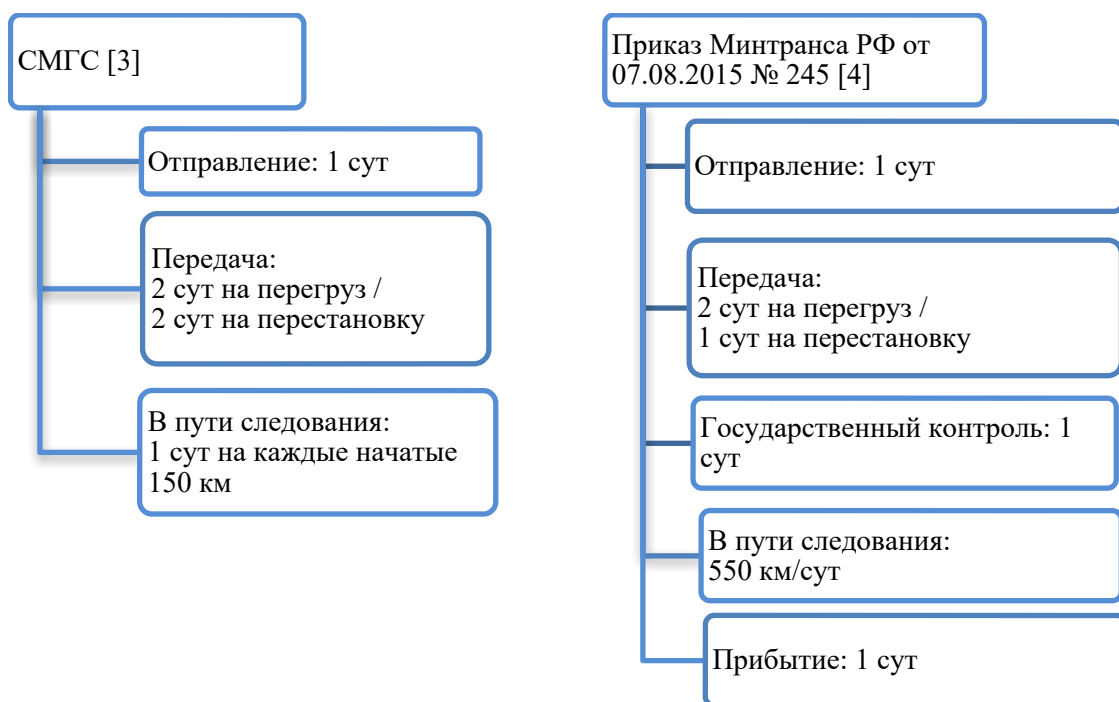 СМГС [3]
Отправление: 1 сут
Передача:
2 сут на перегруз /
2 сут на перестановку
В пути следования:
1 сут на каждые начатые
150 км
Приказ Минтранса РФ от
07.08.2015 № 245 [4]
Отправление: 1 сут
Передача:
2 сут на перегруз /
1 сут на перестановку
Государственный контроль: 1
сут
В пути следования:
550 км/сут
Прибытие: 1 сут